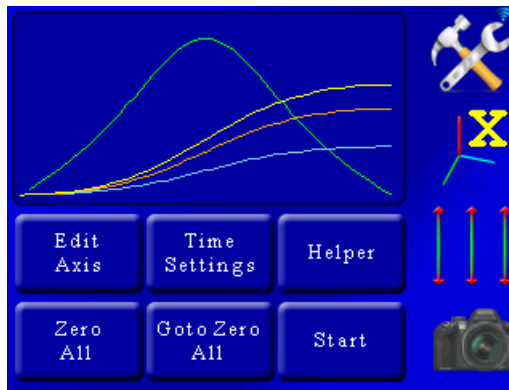 X
Edit
Axis
Time
Settings
Helper
Zero
All
Goto Zero
All
Start